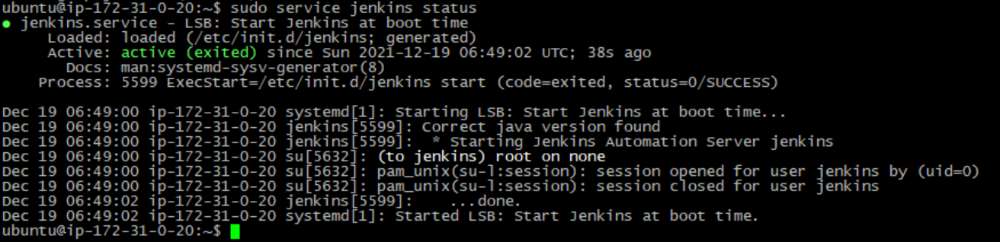 ubuntu@ip-172-31-0-20:~$ sudo service jenkins status
● jenkins.service - LSB: Start Jenkins at boot time
     Loaded: loaded (/etc/init.d/jenkins; generated)
     Active: active (exited) since Sun 2021-12-19 06:49:02 UTC; 38s ago
       Docs: man:systemd-sysv-generator(8)
    Process: 5599 ExecStart=/etc/init.d/jenkins start (code=exited, status=0/SUCCESS)

Dec 19 06:49:00 ip-172-31-0-20 systemd[1]: Starting LSB: Start Jenkins at boot time...
Dec 19 06:49:00 ip-172-31-0-20 jenkins[5599]: Correct java version found
Dec 19 06:49:00 ip-172-31-0-20 jenkins[5599]:  * Starting Jenkins Automation Server jenkins
Dec 19 06:49:00 ip-172-31-0-20 su[5632]: (to jenkins) root on none
Dec 19 06:49:00 ip-172-31-0-20 su[5632]: pam_unix(su-l:session): session opened for user jenkins by (uid=0)
Dec 19 06:49:00 ip-172-31-0-20 su[5632]: pam_unix(su-l:session): session closed for user jenkins
Dec 19 06:49:02 ip-172-31-0-20 jenkins[5599]:    ...done.
Dec 19 06:49:02 ip-172-31-0-20 systemd[1]: Started LSB: Start Jenkins at boot time.
ubuntu@ip-172-31-0-20:~$